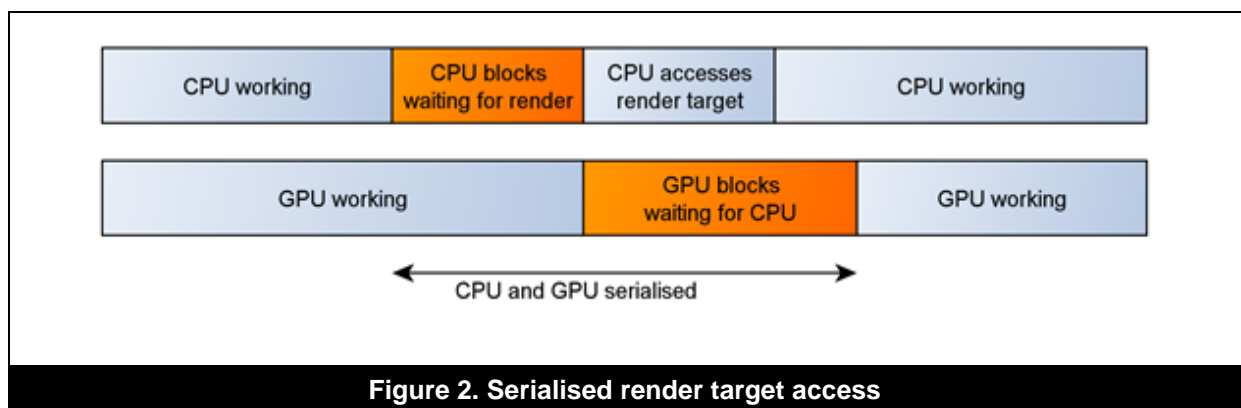 CPU working
CPU blocks
waiting for render
CPU accesses
render target
CPU working
GPU working
GPU blocks
waiting for CPU
GPU working
CPU and GPU serialised
Figure 2. Serialised render target access